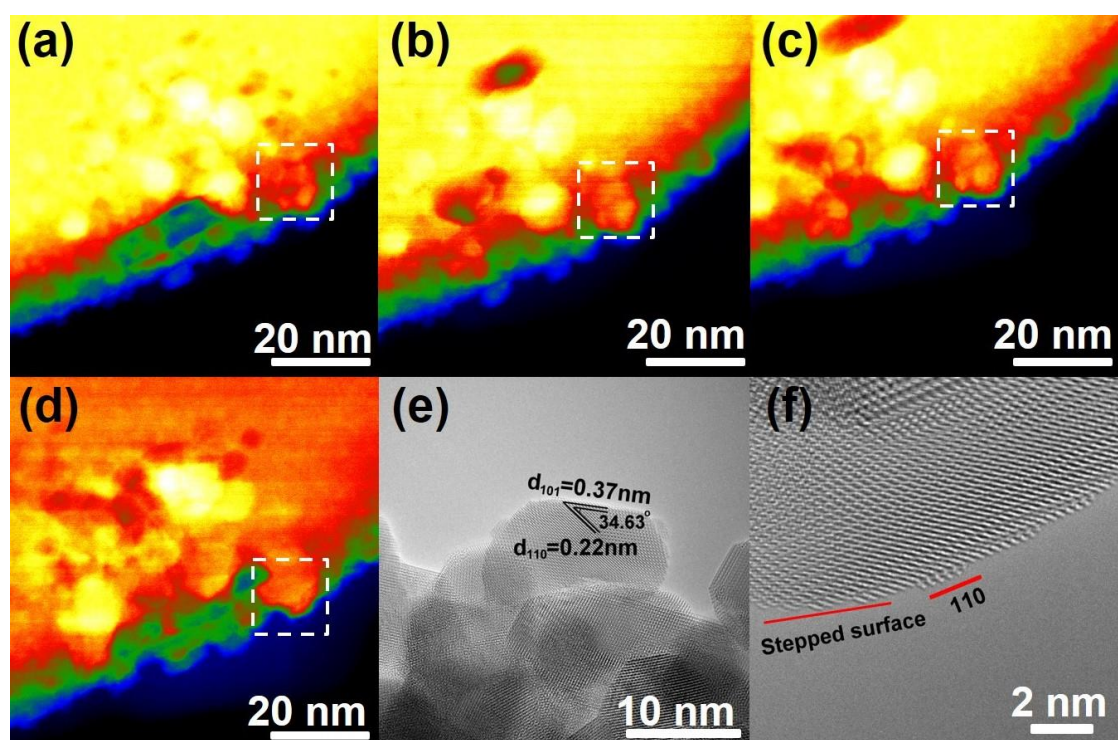 (a)
20 nm
(b)
20 nm
(c)
20 nm
(d)
20 nm
(e)
d₁₀₁=0.37nm
34.63°
d₁₁₀=0.22nm
10 nm
(f)
110
Stepped surface
2 nm